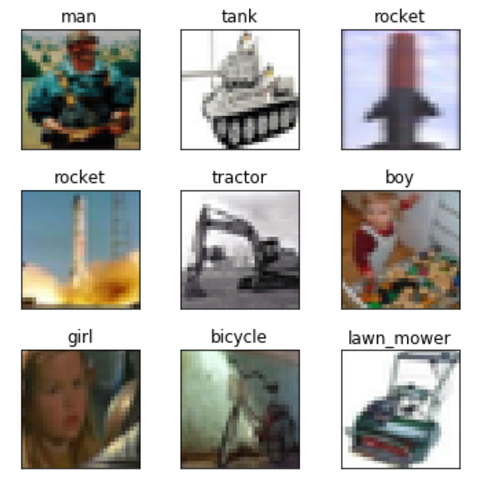 man tank rocket
rocket tractor boy
girl bicycle lawn_mower